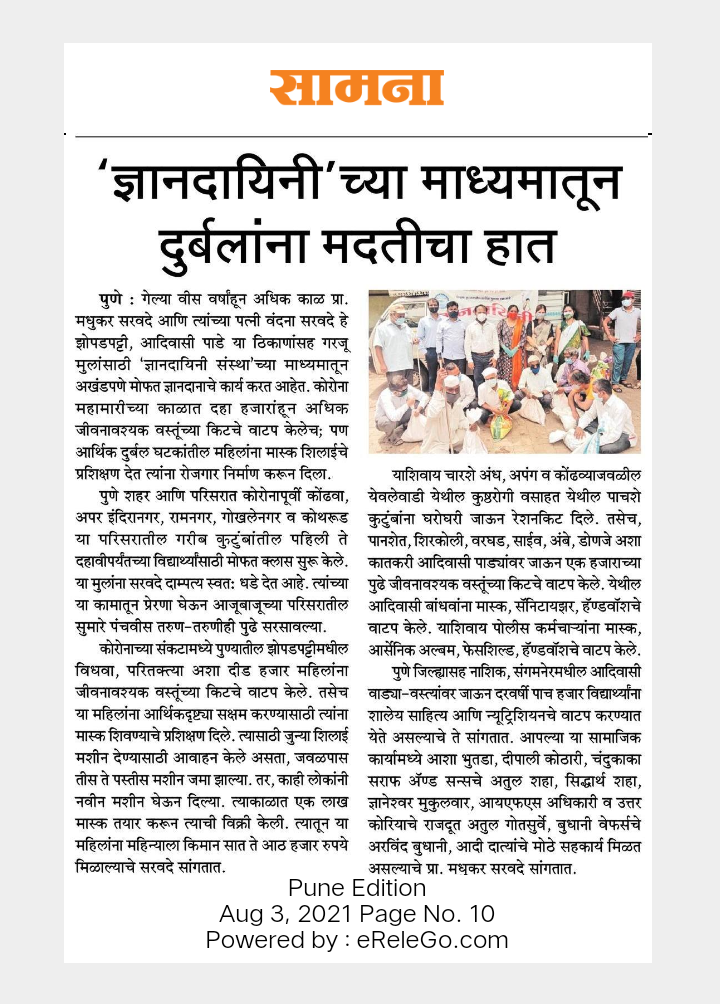 सामना
‘ज्ञानदायिनी’च्या माध्यमातून
दुर्बलांना मदतीचा हात
पुणे : गेल्या वीस वर्षांहून अधिक काळ प्रा.
मधुकर सरवदे आणि त्यांच्या पत्नी वंदना सरवदे हे
झोपडपट्टी, आदिवासी पाडे या ठिकाणांसह गरजू
मुलांसाठी ‘ज्ञानदायिनी संस्था’च्या माध्यमातून
अखंडपणे मोफत ज्ञानदानाचे कार्य करत आहेत. कोरोना
महामारीच्या काळात दहा हजारांहून अधिक
जीवनावश्यक वस्तूंच्या किटचे वाटप केलेच; पण
आर्थिक दुर्बल घटकांतील महिलांना मास्क शिलाईचे
प्रशिक्षण देत त्यांना रोजगार निर्माण करून दिला.
पुणे शहर आणि परिसरात कोरोनापूर्वी कोंढवा,
अपर इंदिरानगर, रामनगर, गोखलेनगर व कोथरूड
या परिसरातील गरीब कुटुंबांतील पहिली ते
दहावीपर्यंतच्या विद्यार्थ्यांसाठी मोफत क्लास सुरू केले.
या मुलांना सरवदे दाम्पत्य स्वत: धडे देत आहे. त्यांच्या
या कामातून प्रेरणा घेऊन आजूबाजूच्या परिसरातील
सुमारे पंचवीस तरुण-तरुणीही पुढे सरसावल्या.
कोरोनाच्या संकटामध्ये पुण्यातील झोपडपट्टीमधील
विधवा, परितक्त्या अशा दीड हजार महिलांना
जीवनावश्यक वस्तूंच्या किटचे वाटप केले. तसेच
या महिलांना आर्थिकदृष्ट्या सक्षम करण्यासाठी त्यांना
मास्क शिवण्याचे प्रशिक्षण दिले. त्यासाठी जुन्या शिलाई
मशीन देण्यासाठी आवाहन केले असता, जवळपास
तीस ते पस्तीस मशीन जमा झाल्या. तर, काही लोकांनी
नवीन मशीन घेऊन दिल्या. त्याकाळात एक लाख
मास्क तयार करून त्याची विक्री केली. त्यातून या
महिलांना महिन्याला किमान सात ते आठ हजार रुपये
मिळाल्याचे सरवदे सांगतात.
याशिवाय चारशे अंध, अपंग व कोंढव्याजवळील
येवलेवाडी येथील कुष्ठरोगी वसाहत येथील पाचशे
कुटुंबांना घरोघरी जाऊन रेशनकिट दिले. तसेच,
पानशेत, शिरकोली, वरघड, साईव, अंबे, डोणजे अशा
कातकरी आदिवासी पाड्यांवर जाऊन एक हजाराच्या
पुढे जीवनावश्यक वस्तूंच्या किटचे वाटप केले. येथील
आदिवासी बांधवांना मास्क, सॅनिटायझर, हॅण्डवॉशचे
वाटप केले. याशिवाय पोलीस कर्मचाऱ्यांना मास्क,
आर्सेनिक अल्बम, फेसशिल्ड, हॅण्डवॉशचे वाटप केले.
पुणे जिल्ह्यासह नाशिक, संगमनेरमधील आदिवासी
वाड्या-वस्त्यांवर जाऊन दरवर्षी पाच हजार विद्यार्थ्यांना
शालेय साहित्य आणि न्यूट्रिशियनचे वाटप करण्यात
येते असल्याचे ते सांगतात. आपल्या या सामाजिक
कार्यामध्ये आशा भुतडा, दीपाली कोठारी, चंदुकाका
सराफ अ‍ॅण्ड सन्सचे अतुल शहा, सिद्धार्थ शहा,
ज्ञानेश्वर मुकुलवार, आयएफएस अधिकारी व उत्तर
कोरियाचे राजदूत अतुल गोतसुर्वे, बुधानी वेफर्सचे
अरविंद बुधानी, आदी दात्यांचे मोठे सहकार्य मिळत
असल्याचे प्रा. मधुकर सरवदे सांगतात.
Pune Edition
Aug 3, 2021 Page No. 10
Powered by : eReleGo.com